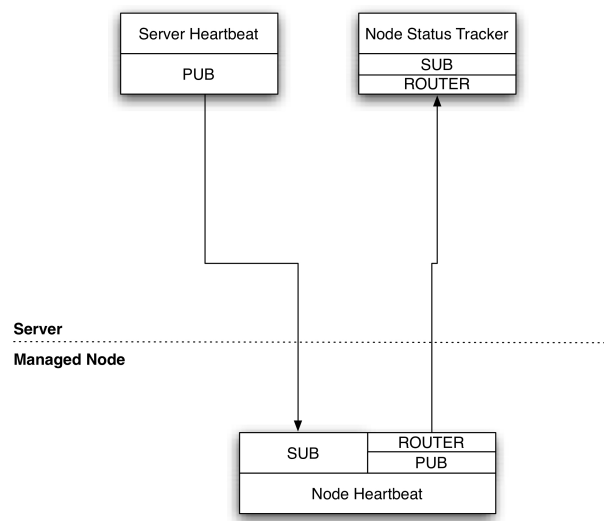 Server Heartbeat
PUB
Node Status Tracker
SUB
ROUTER
Server
Managed Node
SUB
ROUTER
PUB
Node Heartbeat